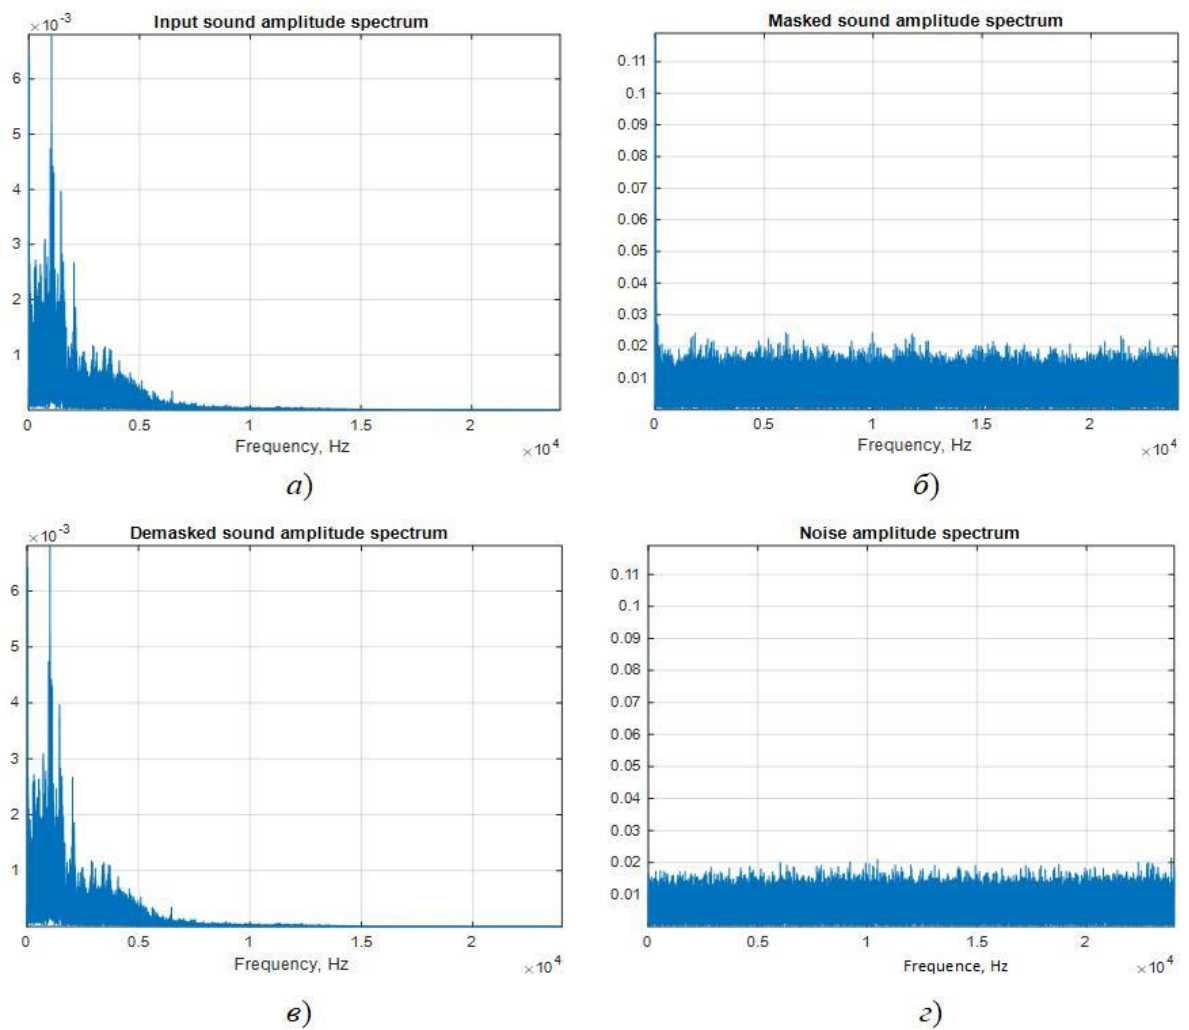 Input sound amplitude spectrum
×10-3
6
5
4
3
2
1
0 0.5 1 1.5 2
Frequency, Hz
×104
а)
Masked sound amplitude spectrum
0.11
0.1
0.09
0.08
0.07
0.06
0.05
0.04
0.03
0.02
0.01
0 0.5 1 1.5 2
Frequency, Hz
×104
б)
Demasked sound amplitude spectrum
×10-3
6
5
4
3
2
1
0 0.5 1 1.5 2
Frequency, Hz
×104
в)
Noise amplitude spectrum
0.11
0.1
0.09
0.08
0.07
0.06
0.05
0.04
0.03
0.02
0.01
0 0.5 1 1.5 2
Frequence, Hz
×104
г)